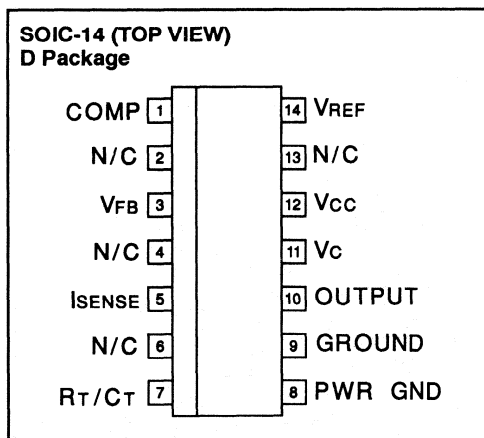 SOIC-14 (TOP VIEW)
D Package
COMP 1 14 VREF
N/C 2 13 N/C
VFB 3 12 VCC
N/C 4 11 VC
ISENSE 5 10 OUTPUT
N/C 6 9 GROUND
RT/CT 7 8 PWR GND